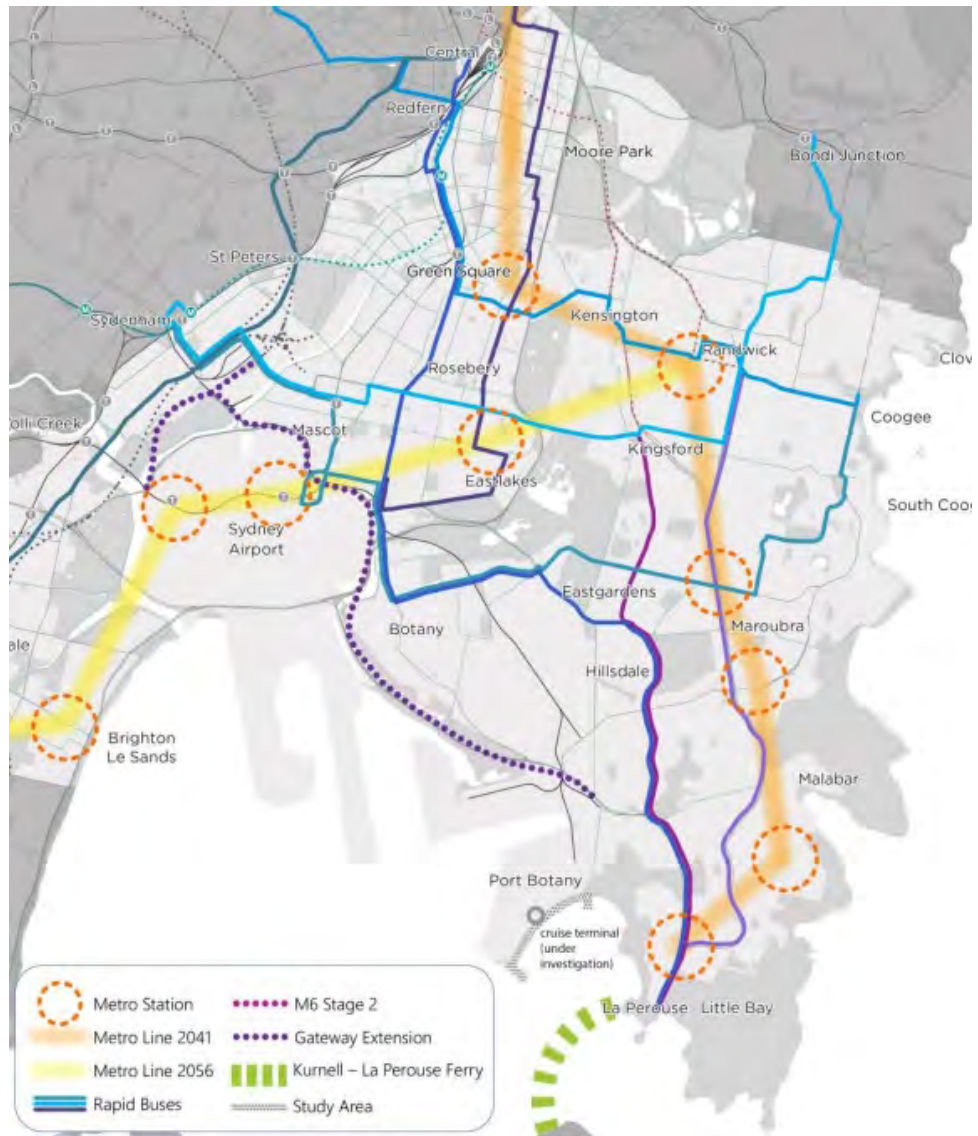 Central
Redfern
Moore Park
Bondi Junction
St Peters
Green Square
Sydenham
Kensington
Randwick
Clov
Rosebery
olli Creek
Mascot
Coogee
Kingsford
Eastlakes
South Coog
Sydney
Airport
Eastgardens
Botany
Maroubra
ale
Hillsdale
Brighton
Le Sands
Malabar
Port Botany
cruise terminal
(under
investigation)
La Perouse Little Bay
Metro Station
Metro Line 2041
Metro Line 2056
Rapid Buses
M6 Stage 2
Gateway Extension
Kurnell – La Perouse Ferry
Study Area